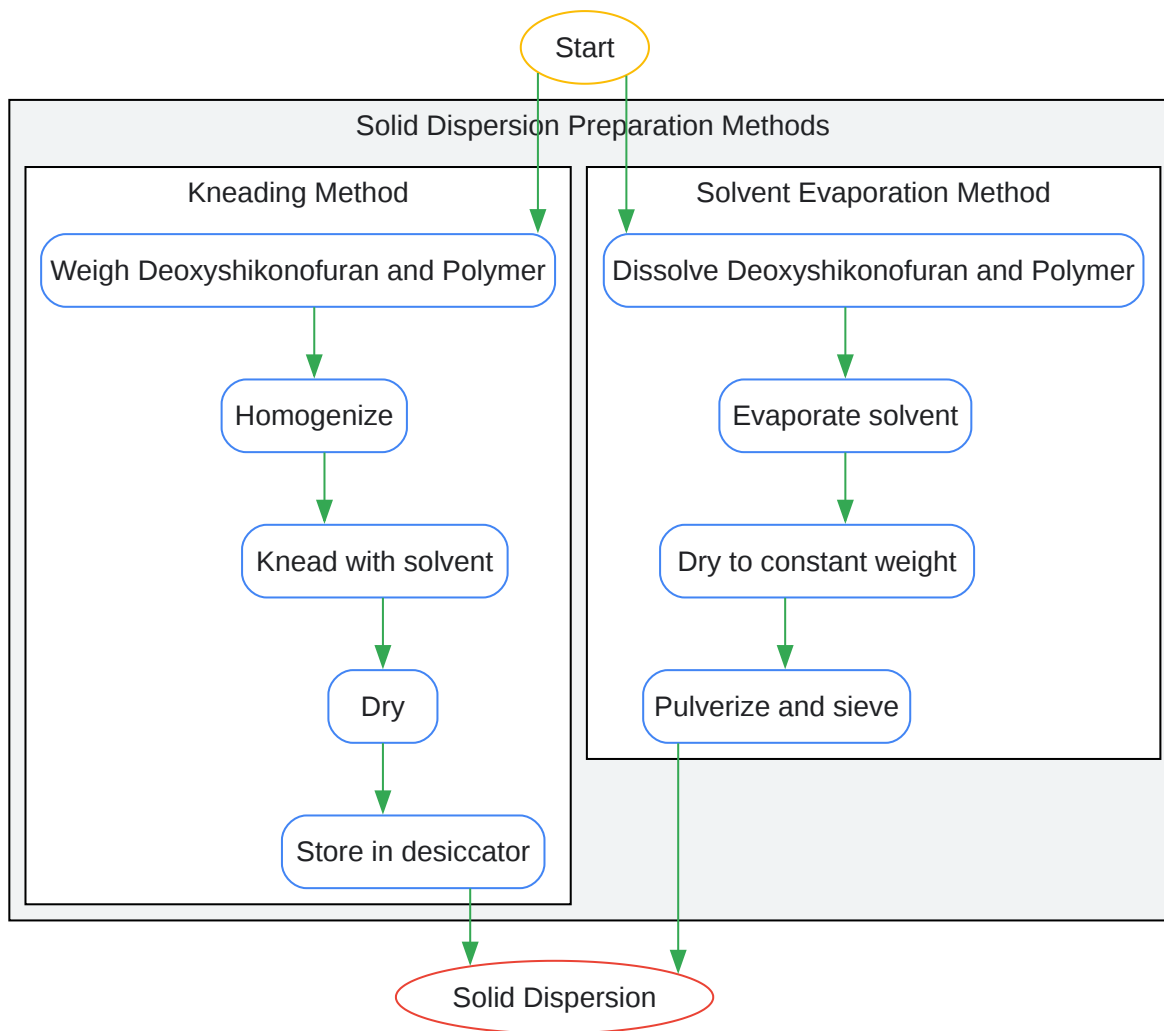 Start
Solid Dispersion Preparation Methods
Kneading Method
Weigh Deoxyshikonofuran and Polymer
Homogenize
Knead with solvent
Dry
Store in desiccator
Solvent Evaporation Method
Dissolve Deoxyshikonofuran and Polymer
Evaporate solvent
Dry to constant weight
Pulverize and sieve
Solid Dispersion